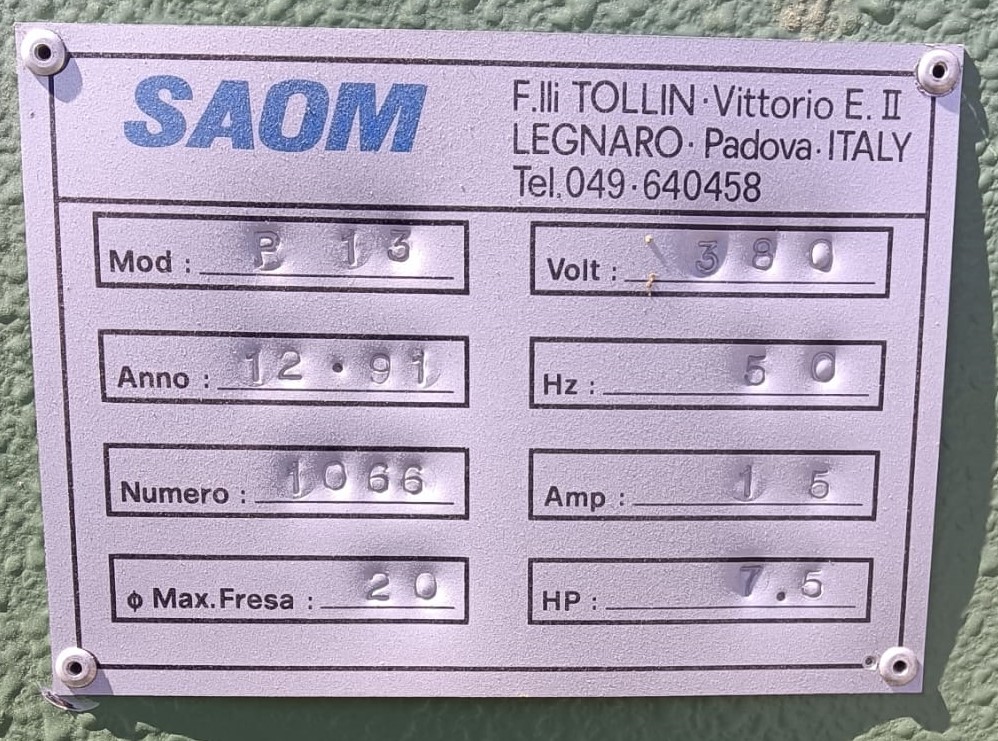 SAOM
F.lli TOLLIN·Vittorio E. II
LEGNARO·Padova·ITALY
Tel.049·640458
Mod : P 13
Volt : 380
Anno : 12·91
Hz : 50
Numero : 1066
Amp : 15
ϕ Max.Fresa : 20
HP : 7.5